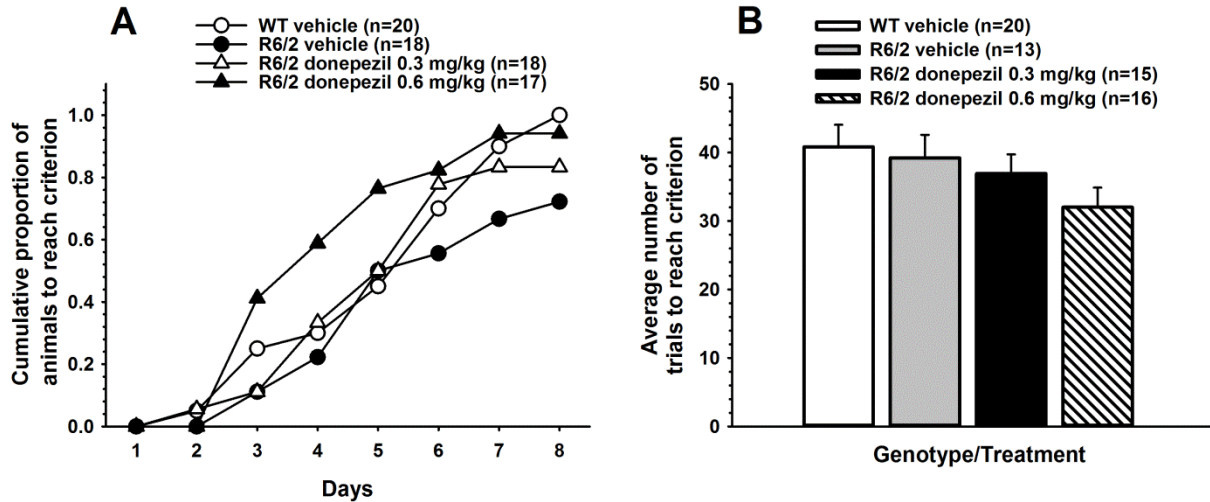 A
WT vehicle (n=20)
R6/2 vehicle (n=18)
R6/2 donepezil 0.3 mg/kg (n=18)
R6/2 donepezil 0.6 mg/kg (n=17)
Cumulative proportion of
animals to reach criterion
1.0
0.8
0.6
0.4
0.2
0.0
1 2 3 4 5 6 7 8
Days
B
WT vehicle (n=20)
R6/2 vehicle (n=13)
R6/2 donepezil 0.3 mg/kg (n=15)
R6/2 donepezil 0.6 mg/kg (n=16)
Average number of
trials to reach criterion
50
40
30
20
10
0
Genotype/Treatment